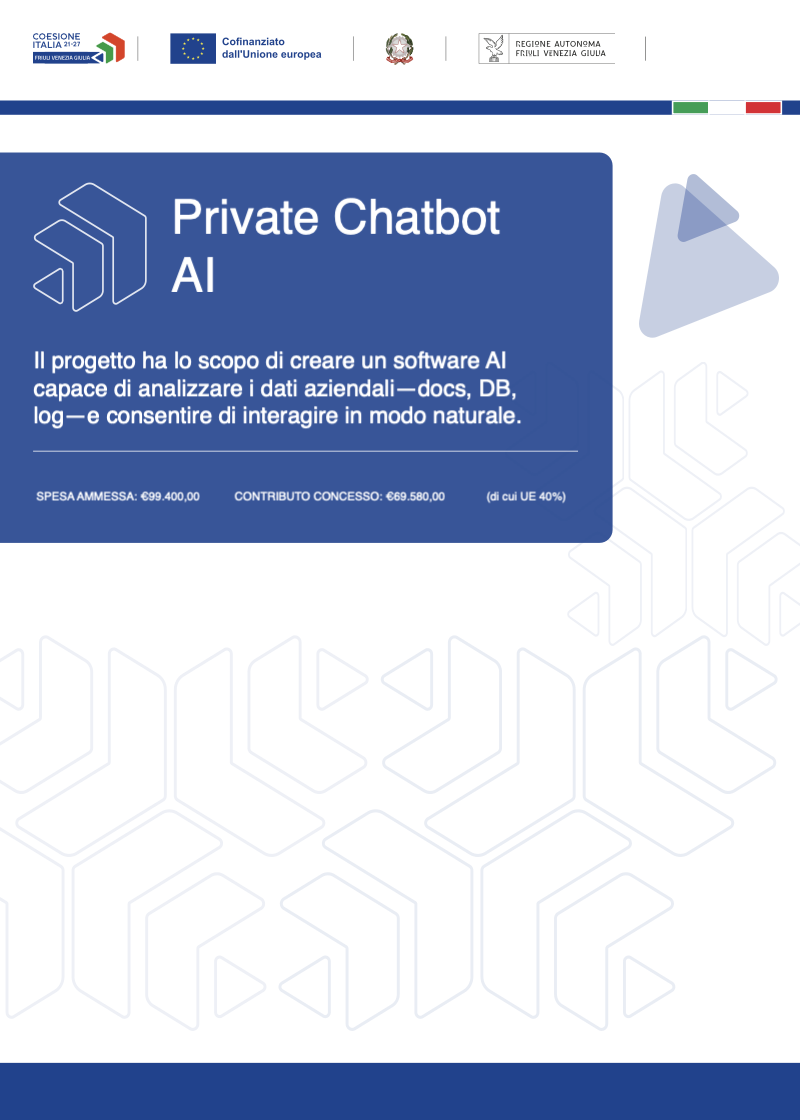 COESIONE
ITALIA 21-27
FRIULI VENEZIA GIULIA
Cofinanziato
dall'Unione europea
REGIONE AUTONOMA
FRIULI VENEZIA GIULIA
Private Chatbot
AI
Il progetto ha lo scopo di creare un software AI
capace di analizzare i dati aziendali—docs, DB,
log—e consentire di interagire in modo naturale.
SPESA AMMESSA: €99.400,00 CONTRIBUTO CONCESSO: €69.580,00 (di cui UE 40%)